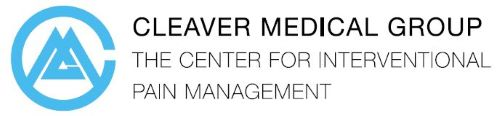 CLEAVER MEDICAL GROUP
THE CENTER FOR INTERVENTIONAL
PAIN MANAGEMENT